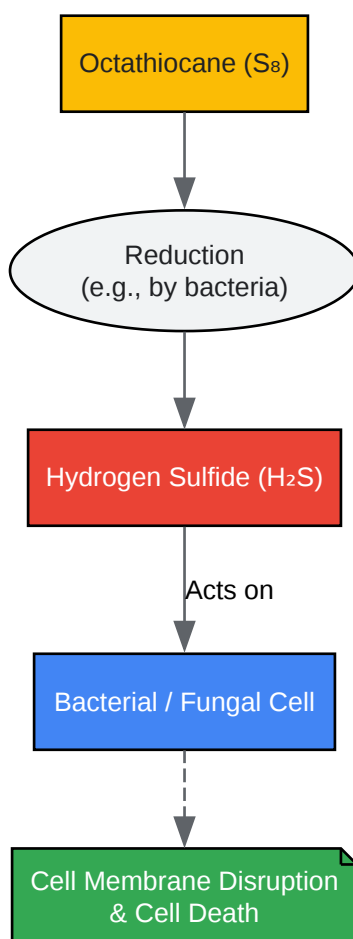 Octathiocane (S₈)
Reduction
(e.g., by bacteria)
Hydrogen Sulfide (H₂S)
Acts on
Bacterial / Fungal Cell
Cell Membrane Disruption
& Cell Death